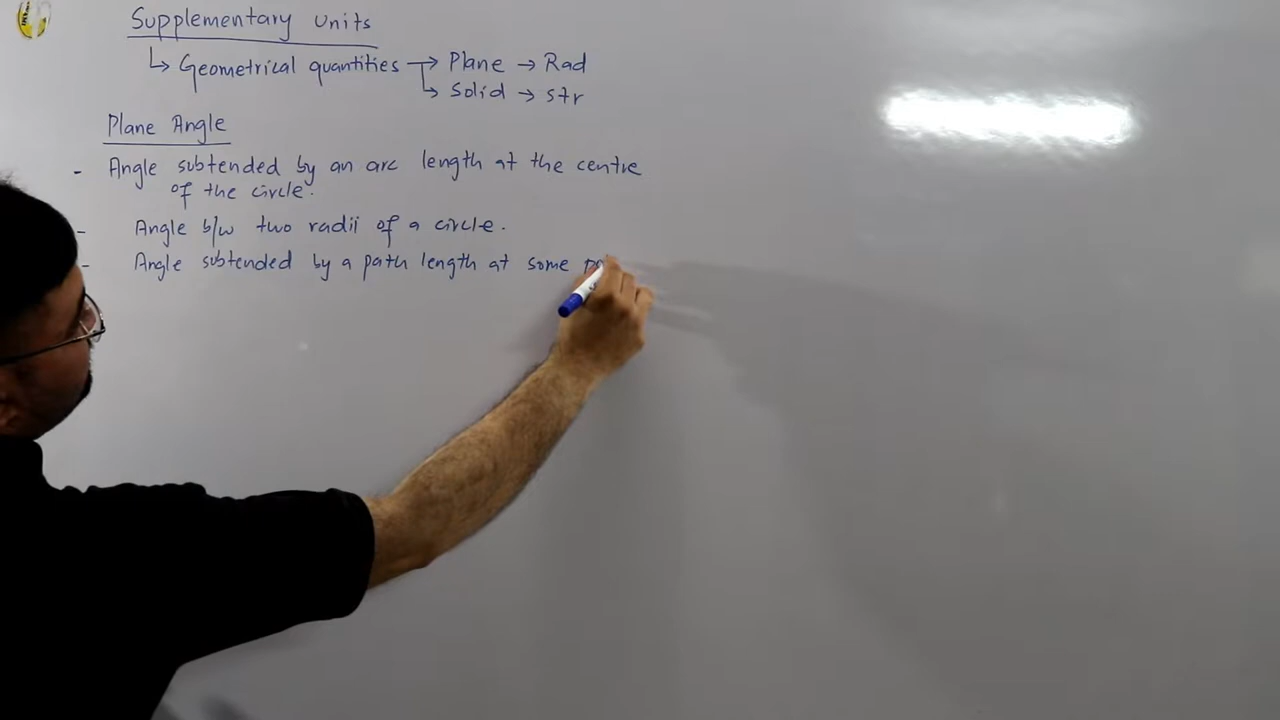 Supplementary Units
↳ Geometrical quantities → Plane → Rad
↳ Solid → str
Plane Angle
- Angle subtended by an arc length at the centre
of the circle.
- Angle b/w two radii of a circle.
- Angle subtended by a path length at some